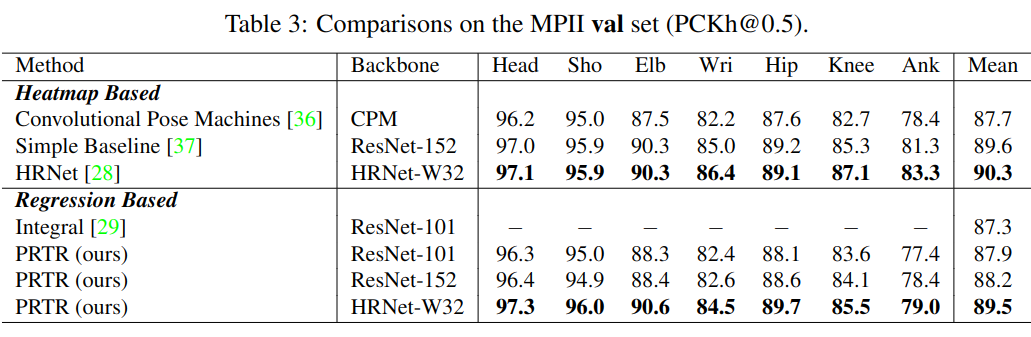 Table 3: Comparisons on the MPII val set (PCKh@0.5).
Method Backbone Head Sho Elb Wri Hip Knee Ank Mean
Heatmap Based
Convolutional Pose Machines [36] CPM 96.2 95.0 87.5 82.2 87.6 82.7 78.4 87.7
Simple Baseline [37] ResNet-152 97.0 95.9 90.3 85.0 89.2 85.3 81.3 89.6
HRNet [28] HRNet-W32 97.1 95.9 90.3 86.4 89.1 87.1 83.3 90.3
Regression Based
Integral [29] ResNet-101 − − − − − − − 87.3
PRTR (ours) ResNet-101 96.3 95.0 88.3 82.4 88.1 83.6 77.4 87.9
PRTR (ours) ResNet-152 96.4 94.9 88.4 82.6 88.6 84.1 78.4 88.2
PRTR (ours) HRNet-W32 97.3 96.0 90.6 84.5 89.7 85.5 79.0 89.5